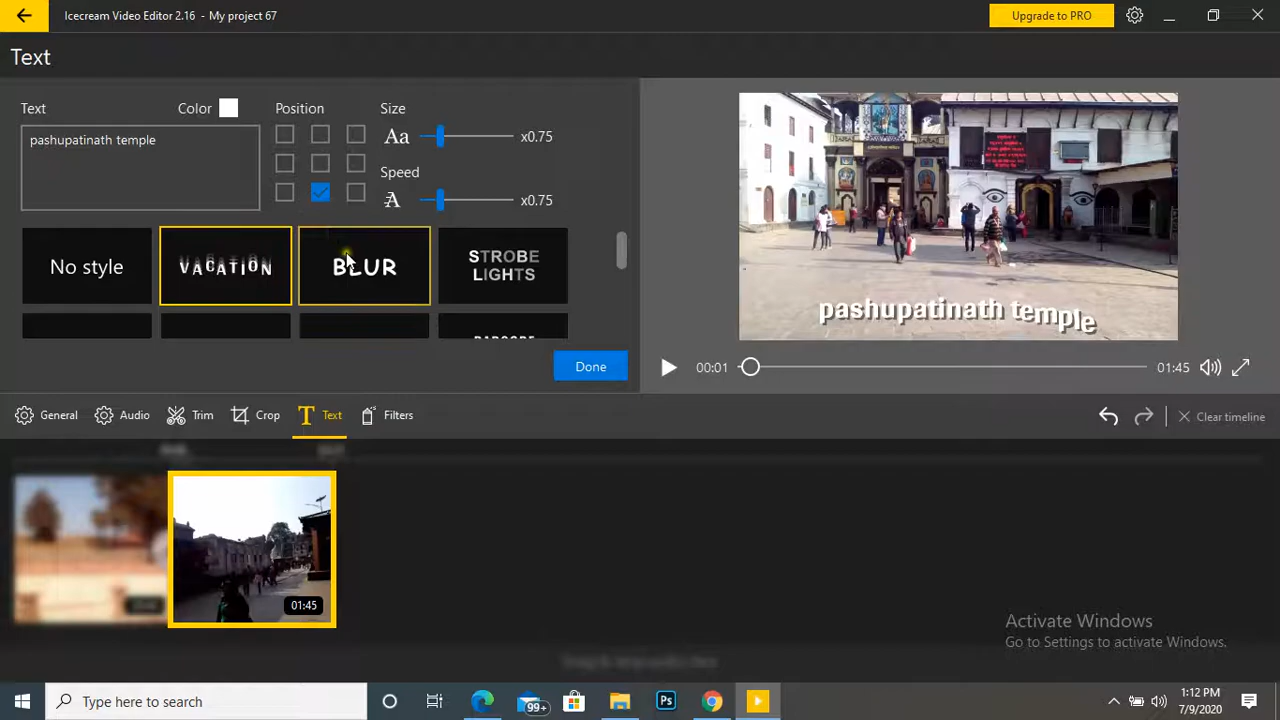 Icecream Video Editor 2.16 - My project 67
Upgrade to PRO
Text
Text
Color
Position
Size
pashupatinath temple
Aa
x0.75
Speed
A
x0.75
No style
VACATION
BLUR
STROBE
LIGHTS
pashupatinath temple
Done
00:01
01:45
General
Audio
Trim
Crop
Text
Filters
Clear timeline
01:45
Activate Windows
Go to Settings to activate Windows.
Type here to search
99+
Ps
1:12 PM
7/9/2020